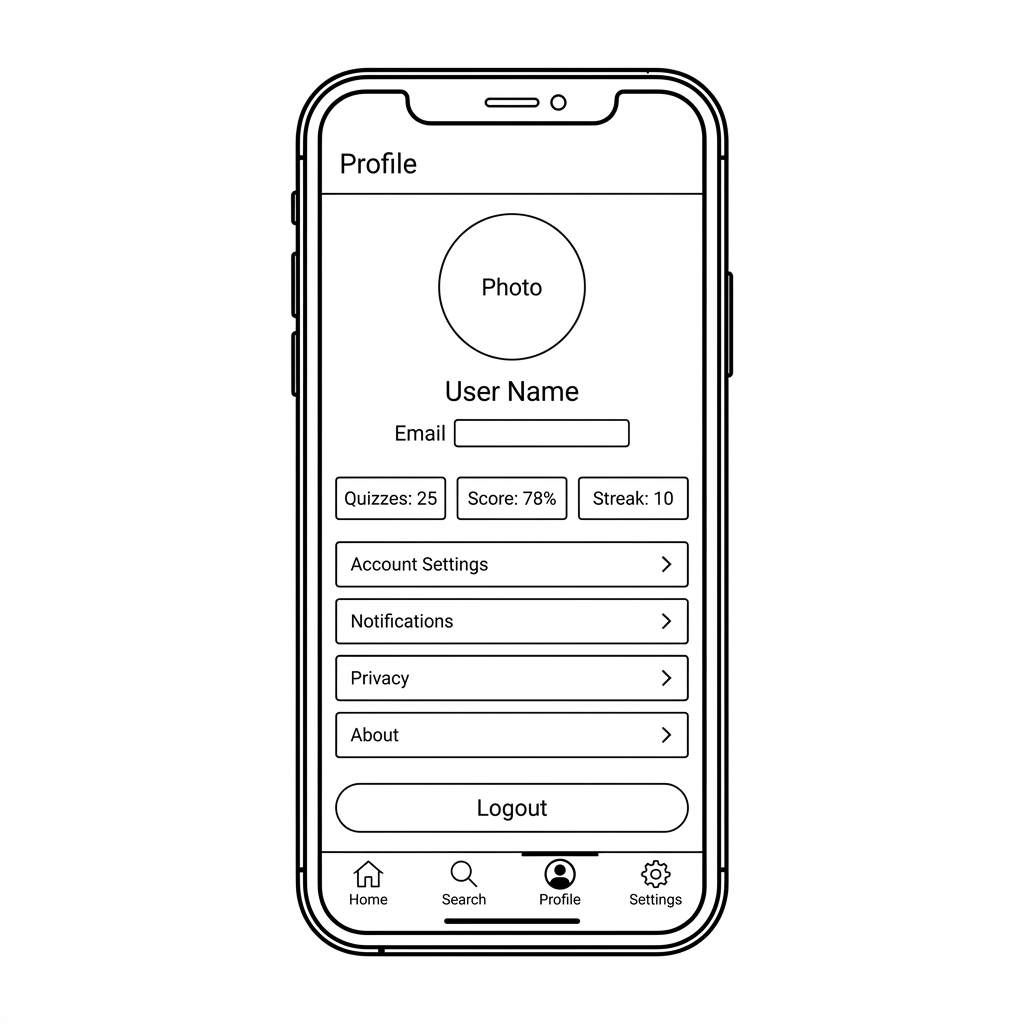 Profile
Photo
User Name
Email
Quizzes: 25 Score: 78% Streak: 10
Account Settings
Notifications
Privacy
About
Logout
Home Search Profile Settings